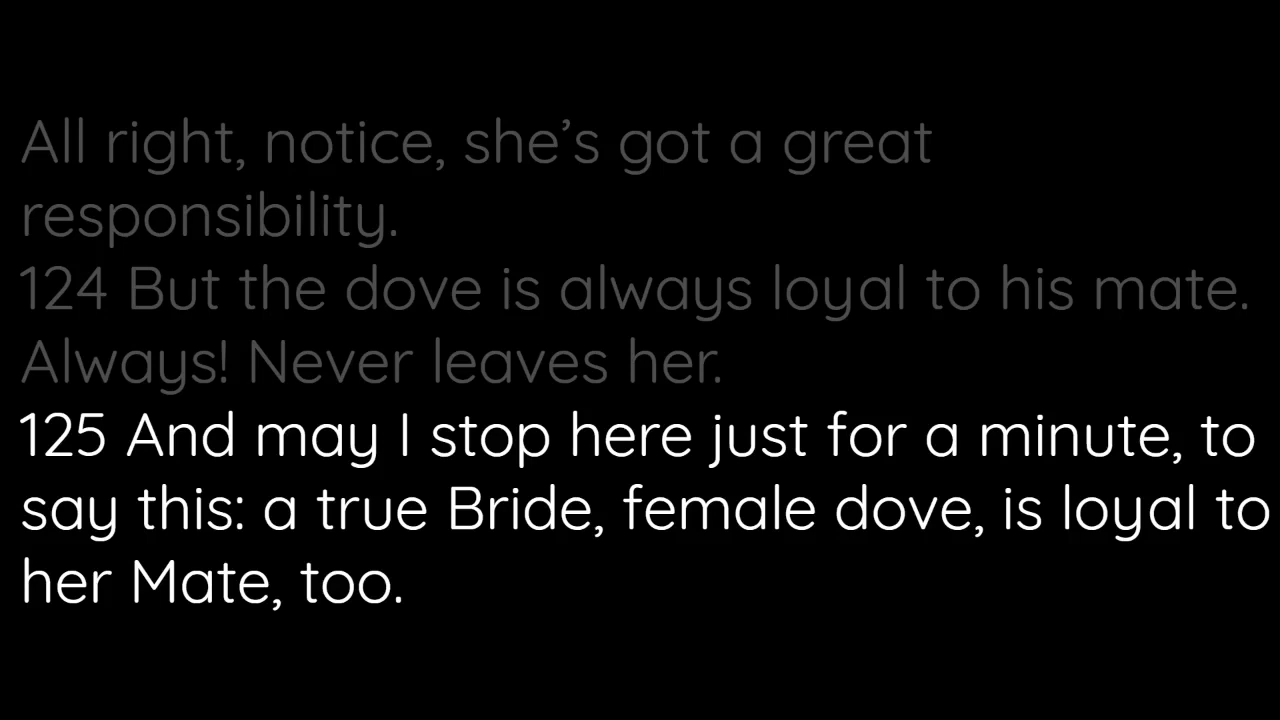 All right, notice, she’s got a great
responsibility.
124 But the dove is always loyal to his mate.
Always! Never leaves her.
125 And may I stop here just for a minute, to
say this: a true Bride, female dove, is loyal to
her Mate, too.